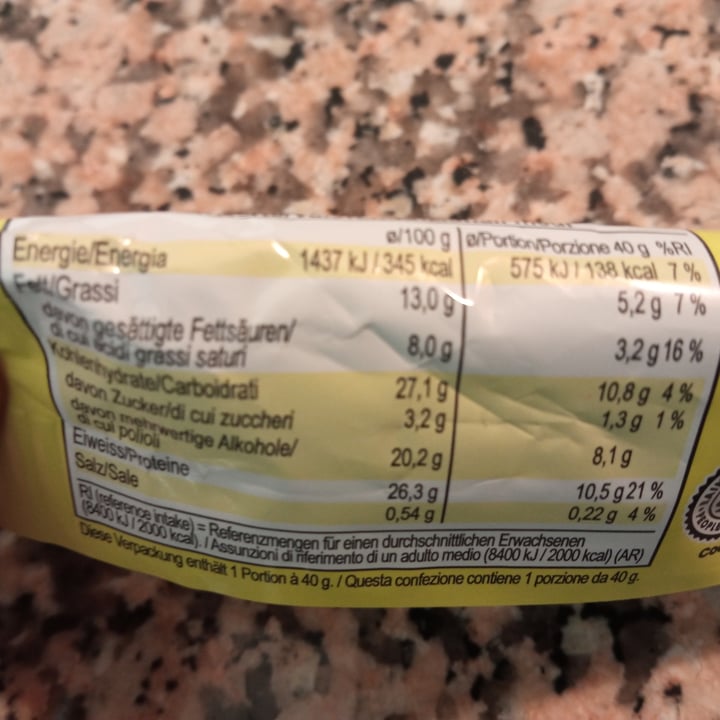 ø/100 g ø/Portion/Porzione 40 g %RI
Energie/Energia 1437 kJ / 345 kcal 575 kJ / 138 kcal 7 %
Fett/Grassi 13,0 g 5,2 g 7 %
davon gesättigte Fettsäuren/
di cui acidi grassi saturi 8,0 g 3,2 g 16 %
Kohlenhydrate/Carboidrati 27,1 g 10,8 g 4 %
davon Zucker/di cui zuccheri 3,2 g 1,3 g 1 %
davon mehrwertige Alkohole/
di cui polioli 20,2 g 8,1 g
Eiweiss/Proteine 26,3 g 10,5 g 21 %
Salz/Sale 0,54 g 0,22 g 4 %
RI (reference intake) = Referenzmengen für einen durchschnittlichen Erwachsenen
(8400 kJ / 2000 kcal). / Assunzioni di riferimento di un adulto medio (8400 kJ / 2000 kcal) (AR)
Diese Verpackung enthält 1 Portion à 40 g. / Questa confezione contiene 1 porzione da 40 g.